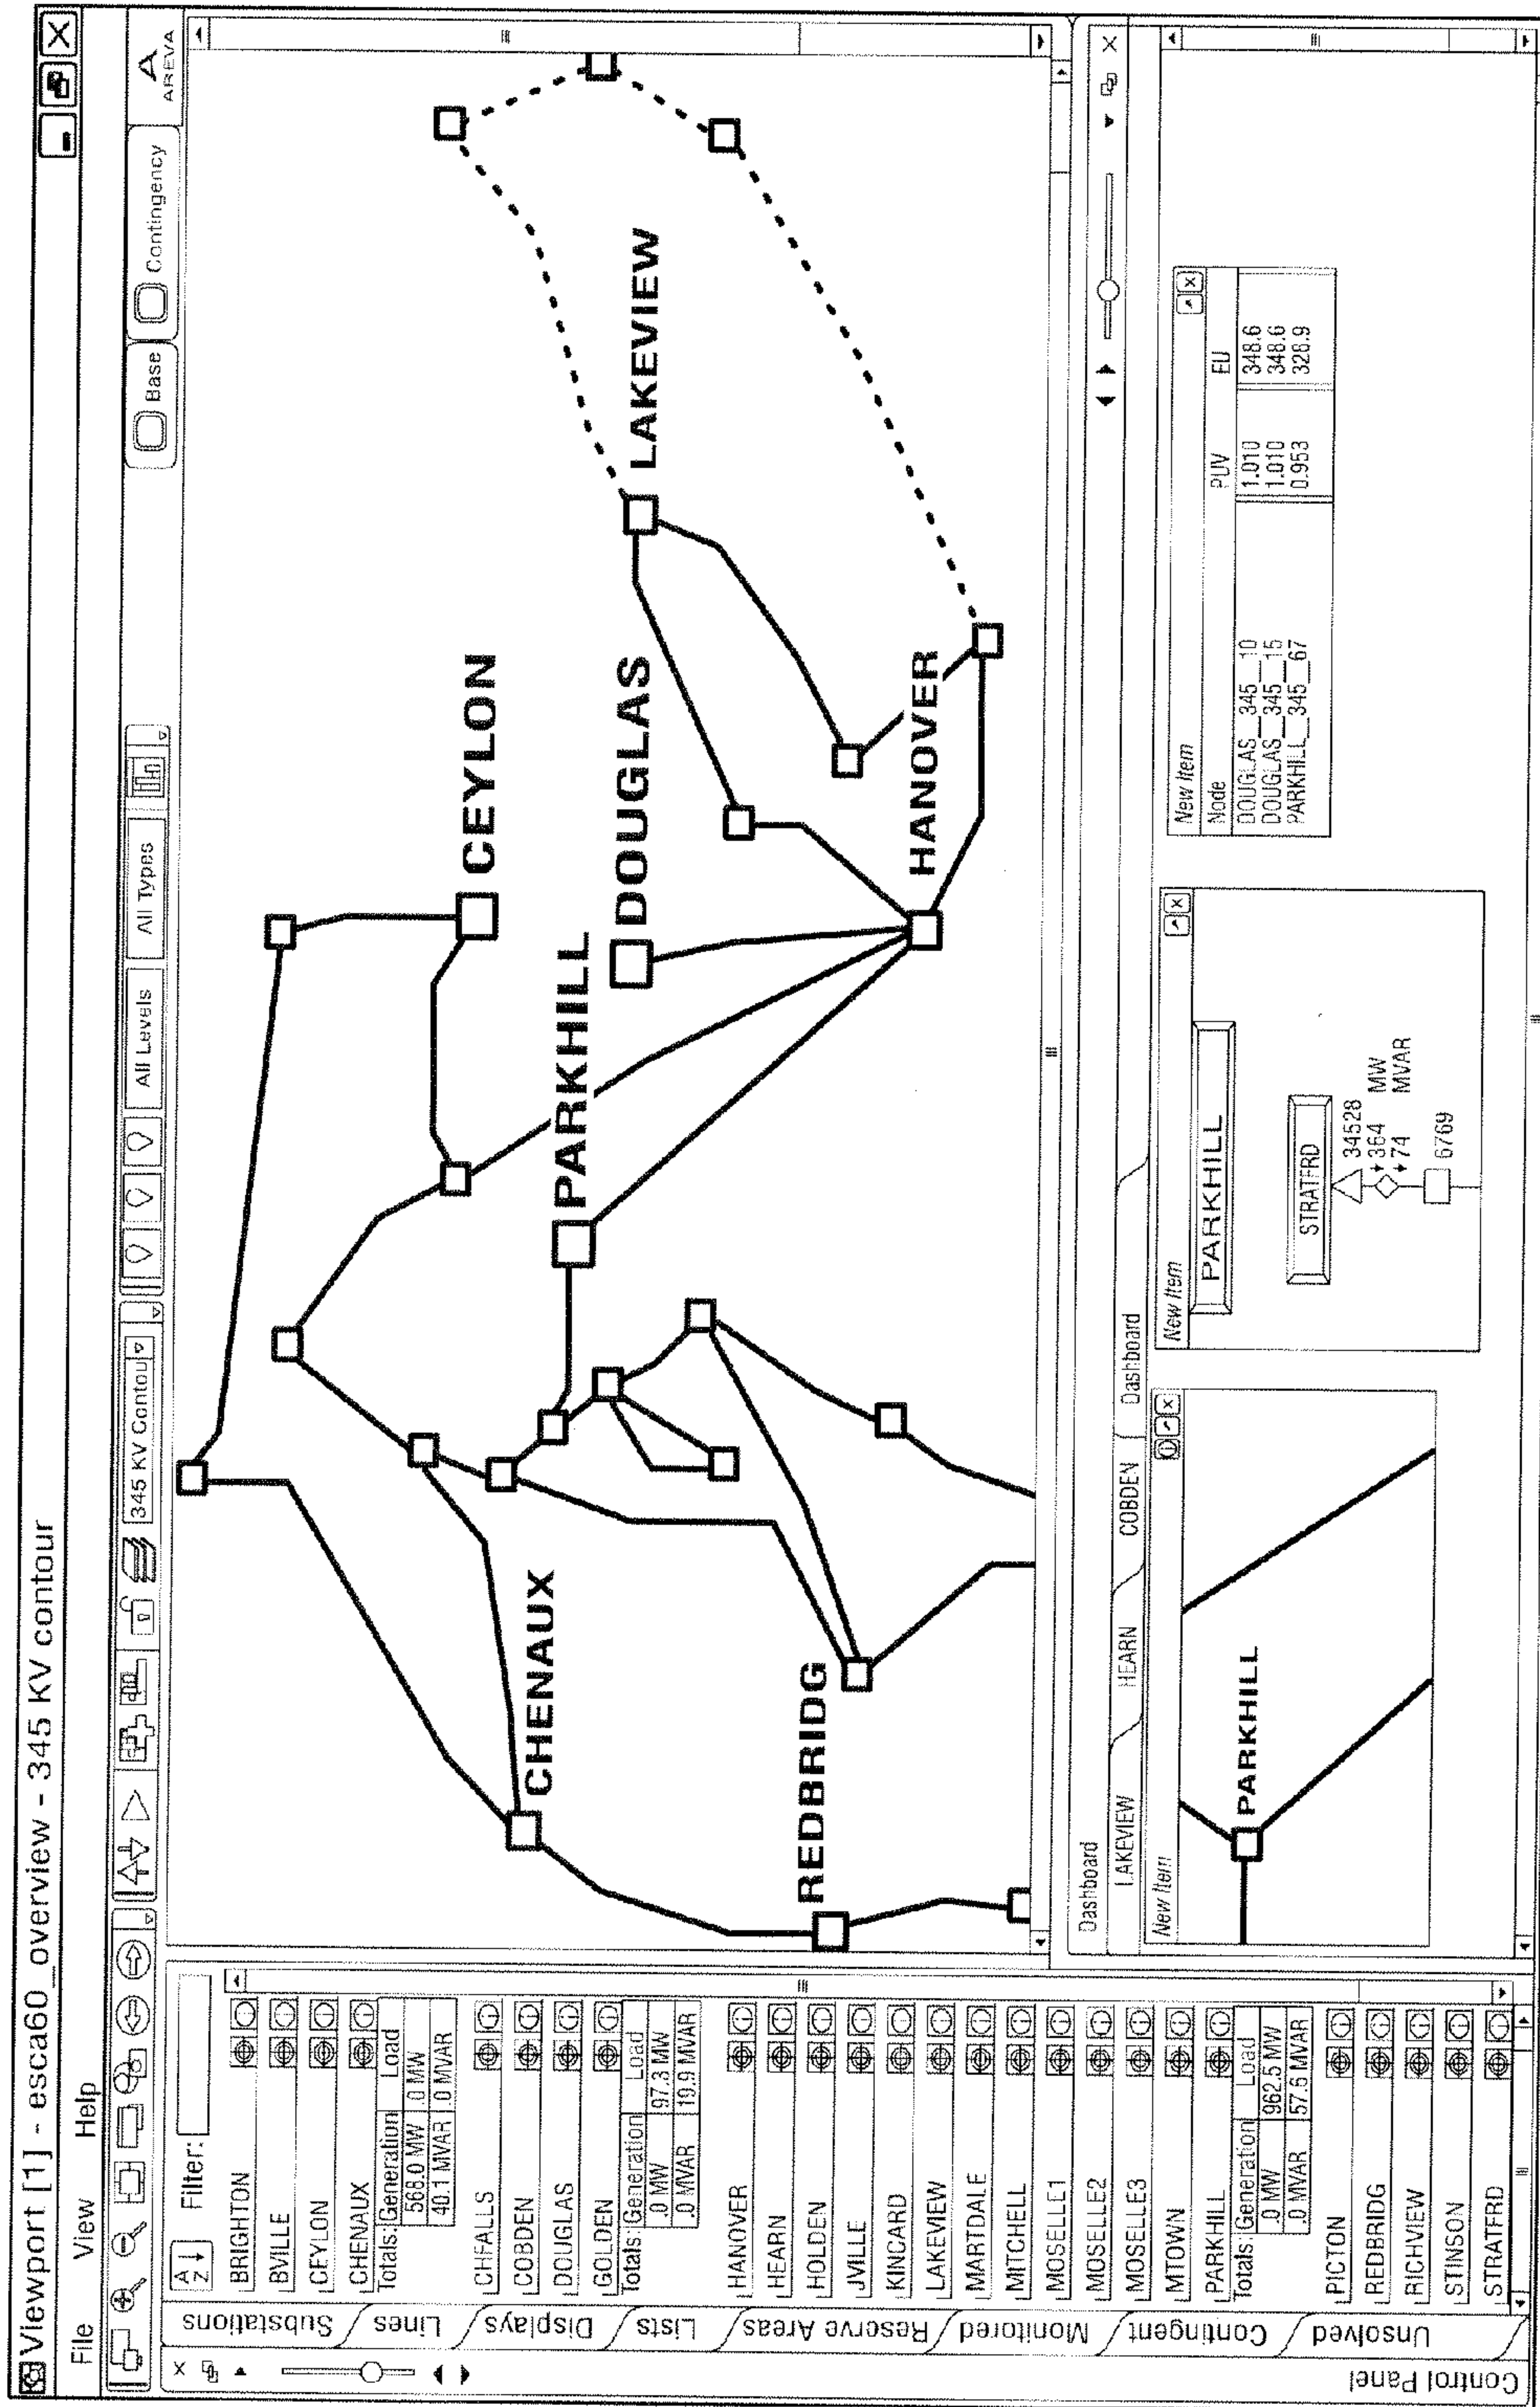 Viewport [1] - esca60_overview - 345 KV contour
File View Help
345 KV Contour
All Levels
All Types
Base
Contingency
A
AREVA
Control Panel
Substations
Lines
Displays
Lists
Reserve Areas
Monitored
Contingent
Unsolved
A
Z
Filter:
BRIGHTON
BVILLE
CEYLON
CHENAUX
Totals: Generation Load
568.0 MW .0 MW
40.1 MVAR .0 MVAR
CHFALLS
COBDEN
DOUGLAS
GOLDEN
Totals: Generation Load
.0 MW 97.3 MW
.0 MVAR 19.9 MVAR
HANOVER
HEARN
HOLDEN
JVILLE
KINCARD
LAKEVIEW
MARTDALE
MITCHELL
MOSELLE1
MOSELLE2
MOSELLE3
MTOWN
PARKHILL
Totals: Generation Load
.0 MW 962.5 MW
.0 MVAR 57.6 MVAR
PICTON
REDBRIDG
RICHVIEW
STINSON
STRATFRD
CEYLON
CHENAUX
PARKHILL
DOUGLAS
LAKEVIEW
REDBRIDG
HANOVER
Dashboard
LAKEVIEW
HEARN
COBDEN
Dashboard
New Item
PARKHILL
New Item
PARKHILL
STRATFRD
34528
364 MW
74 MVAR
6769
New Item
Node PUV EU
DOUGLAS__345__10 1.010 348.6
DOUGLAS__345__15 1.010 348.6
PARKHILL__345__67 0.953 328.9